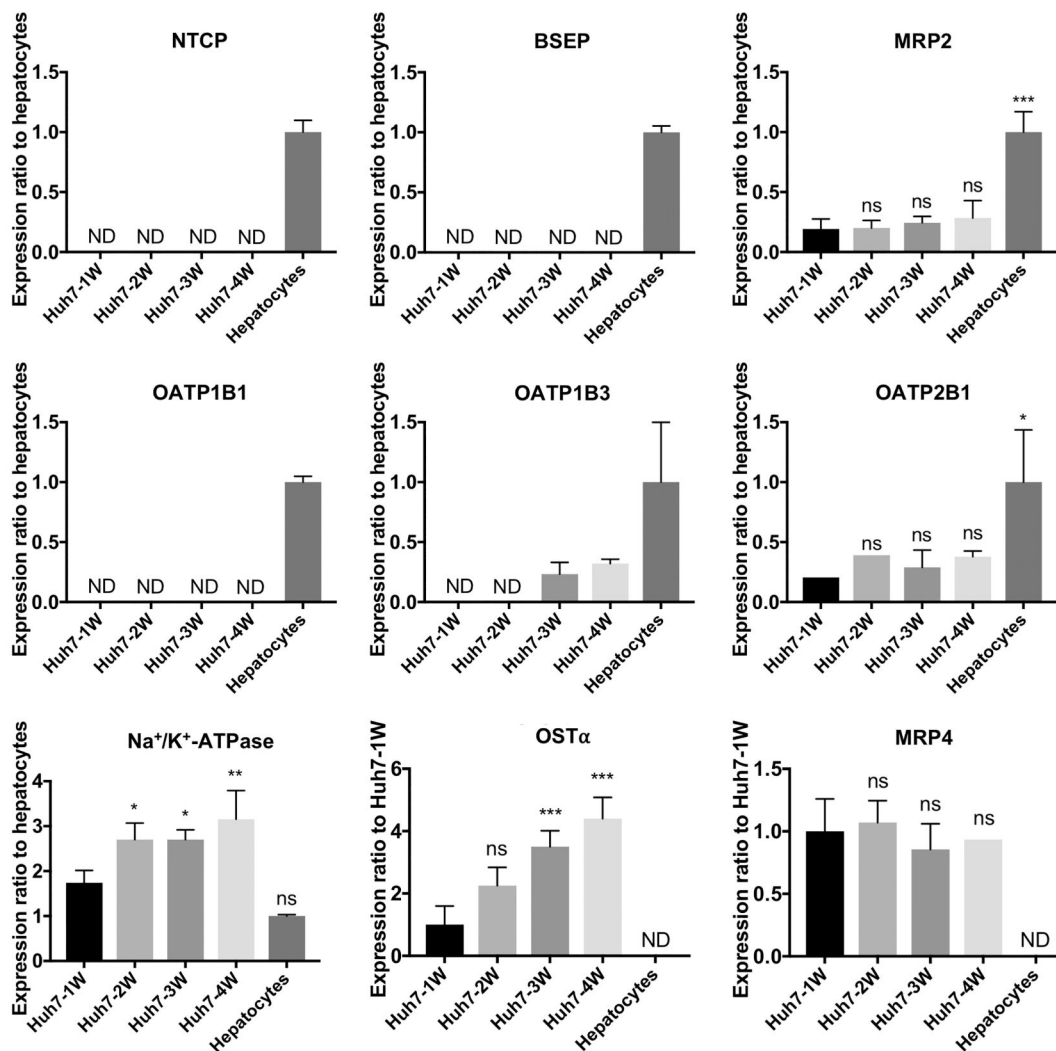 NTCP
Expression ratio to hepatocytes
1.5
1.0
0.5
0.0
ND ND ND ND
Huh7-1W
Huh7-2W
Huh7-3W
Huh7-4W
Hepatocytes
BSEP
Expression ratio to hepatocytes
1.5
1.0
0.5
0.0
ND ND ND ND
Huh7-1W
Huh7-2W
Huh7-3W
Huh7-4W
Hepatocytes
MRP2
Expression ratio to hepatocytes
1.5
1.0
0.5
0.0
ns ns ns ***
Huh7-1W
Huh7-2W
Huh7-3W
Huh7-4W
Hepatocytes
OATP1B1
Expression ratio to hepatocytes
1.5
1.0
0.5
0.0
ND ND ND ND
Huh7-1W
Huh7-2W
Huh7-3W
Huh7-4W
Hepatocytes
OATP1B3
Expression ratio to hepatocytes
1.5
1.0
0.5
0.0
ND ND
Huh7-1W
Huh7-2W
Huh7-3W
Huh7-4W
Hepatocytes
OATP2B1
Expression ratio to hepatocytes
1.5
1.0
0.5
0.0
ns ns ns *
Huh7-1W
Huh7-2W
Huh7-3W
Huh7-4W
Hepatocytes
Na⁺/K⁺-ATPase
Expression ratio to hepatocytes
4
3
2
1
0
* * ** ns
Huh7-1W
Huh7-2W
Huh7-3W
Huh7-4W
Hepatocytes
OSTα
Expression ratio to Huh7-1W
6
4
2
0
ns *** *** ND
Huh7-1W
Huh7-2W
Huh7-3W
Huh7-4W
Hepatocytes
MRP4
Expression ratio to Huh7-1W
1.5
1.0
0.5
0.0
ns ns ns ND
Huh7-1W
Huh7-2W
Huh7-3W
Huh7-4W
Hepatocytes